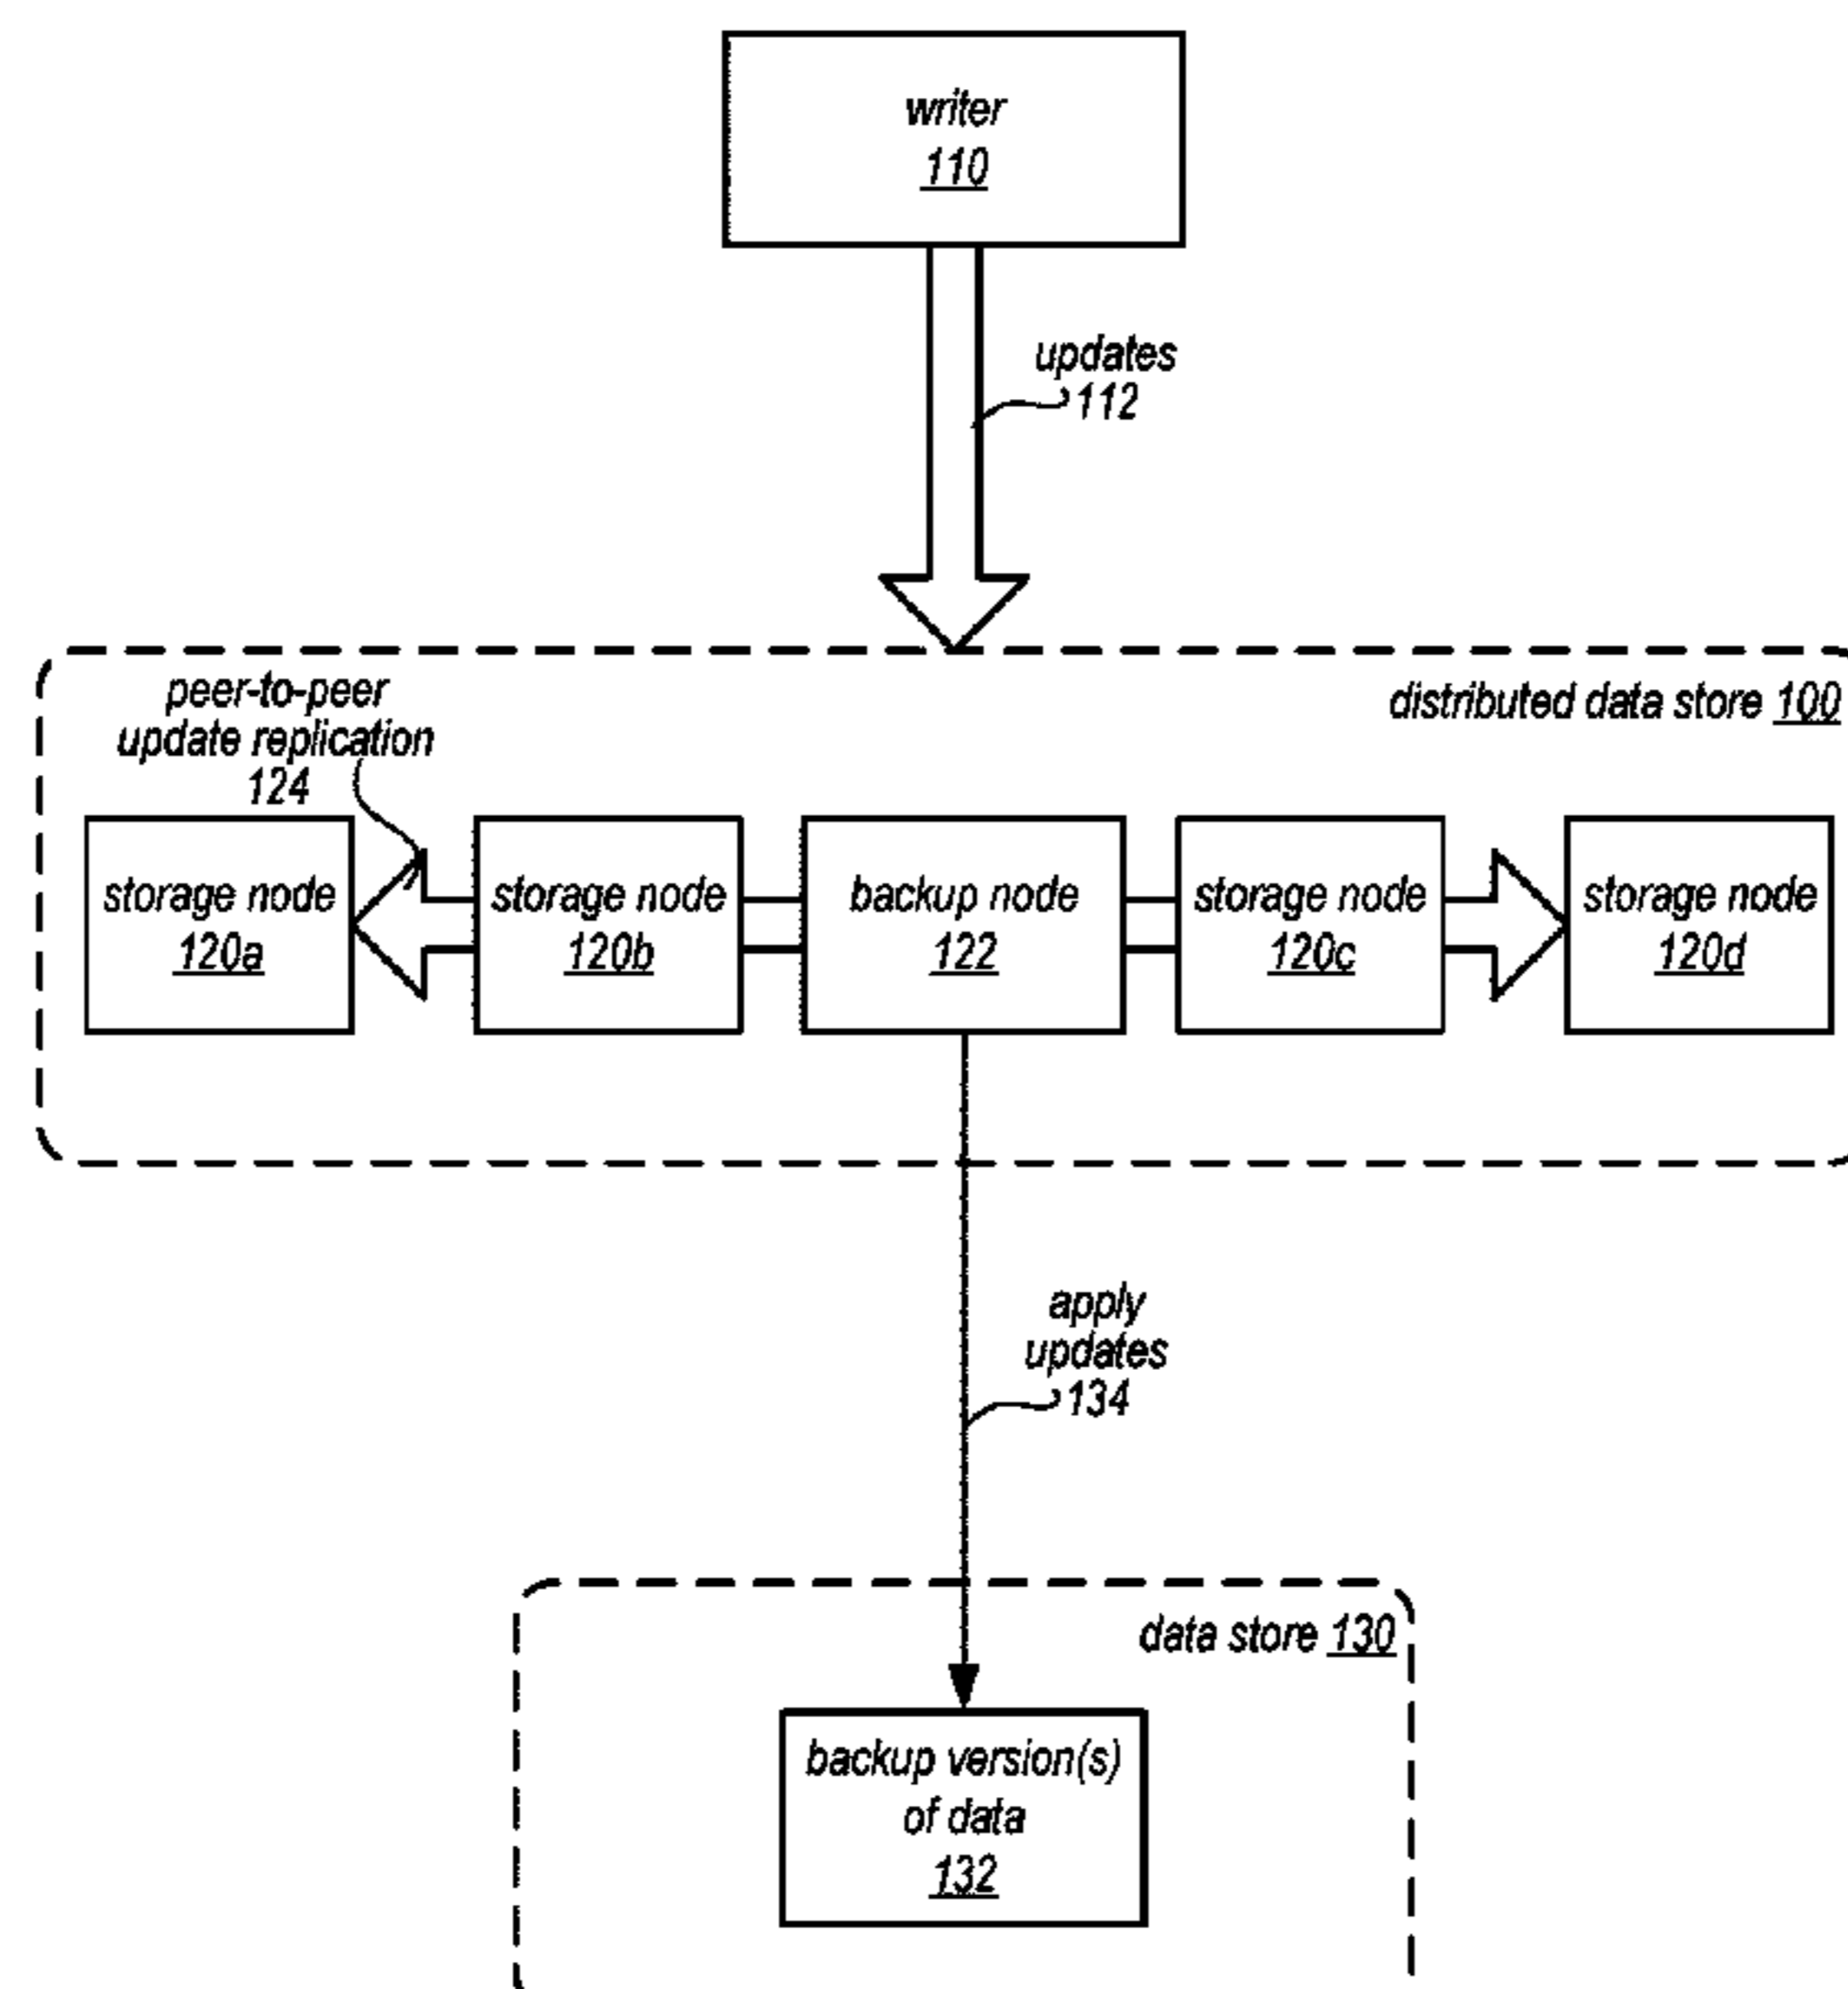 writer
110
updates
112
distributed data store 100
peer-to-peer
update replication
124
storage node
120a
storage node
120b
backup node
122
storage node
120c
storage node
120d
apply
updates
134
data store 130
backup version(s)
of data
132